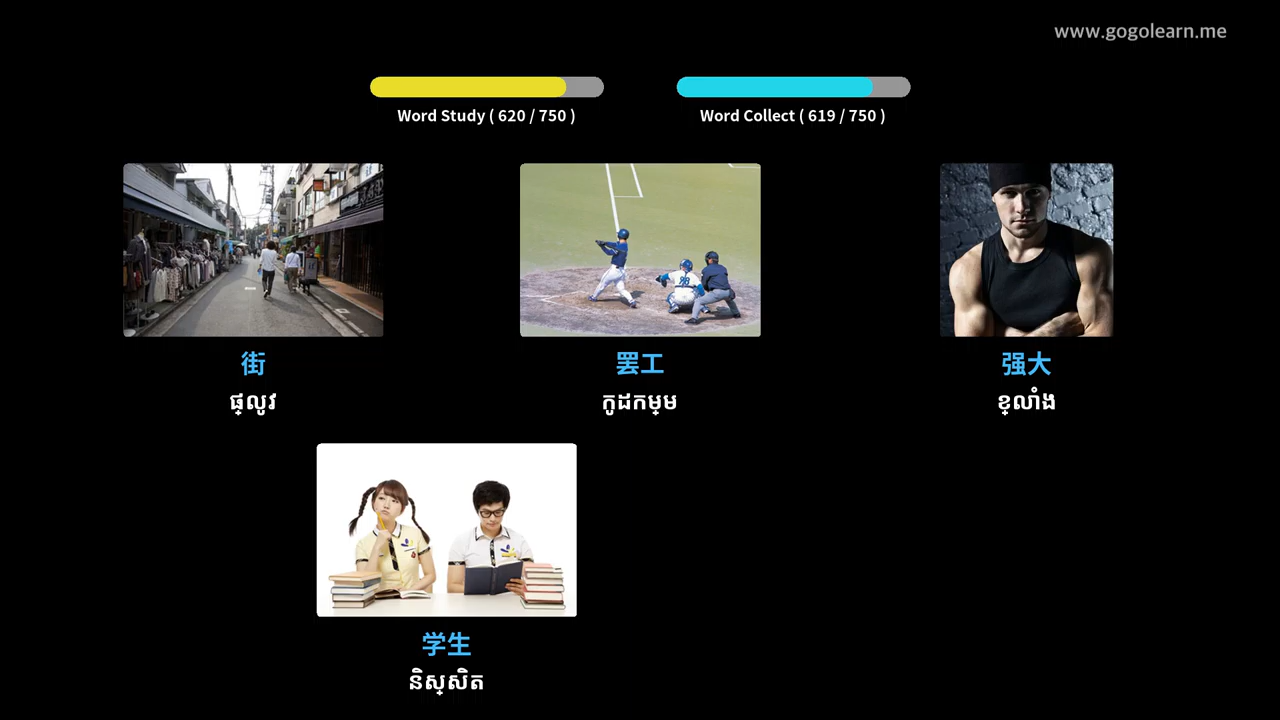 www.gogolearn.me
Word Study ( 620 / 750 )
Word Collect ( 619 / 750 )
街
ផ្លូវ
罢工
កូដកម្ម
强大
ខ្លាំង
学生
និស្សិត